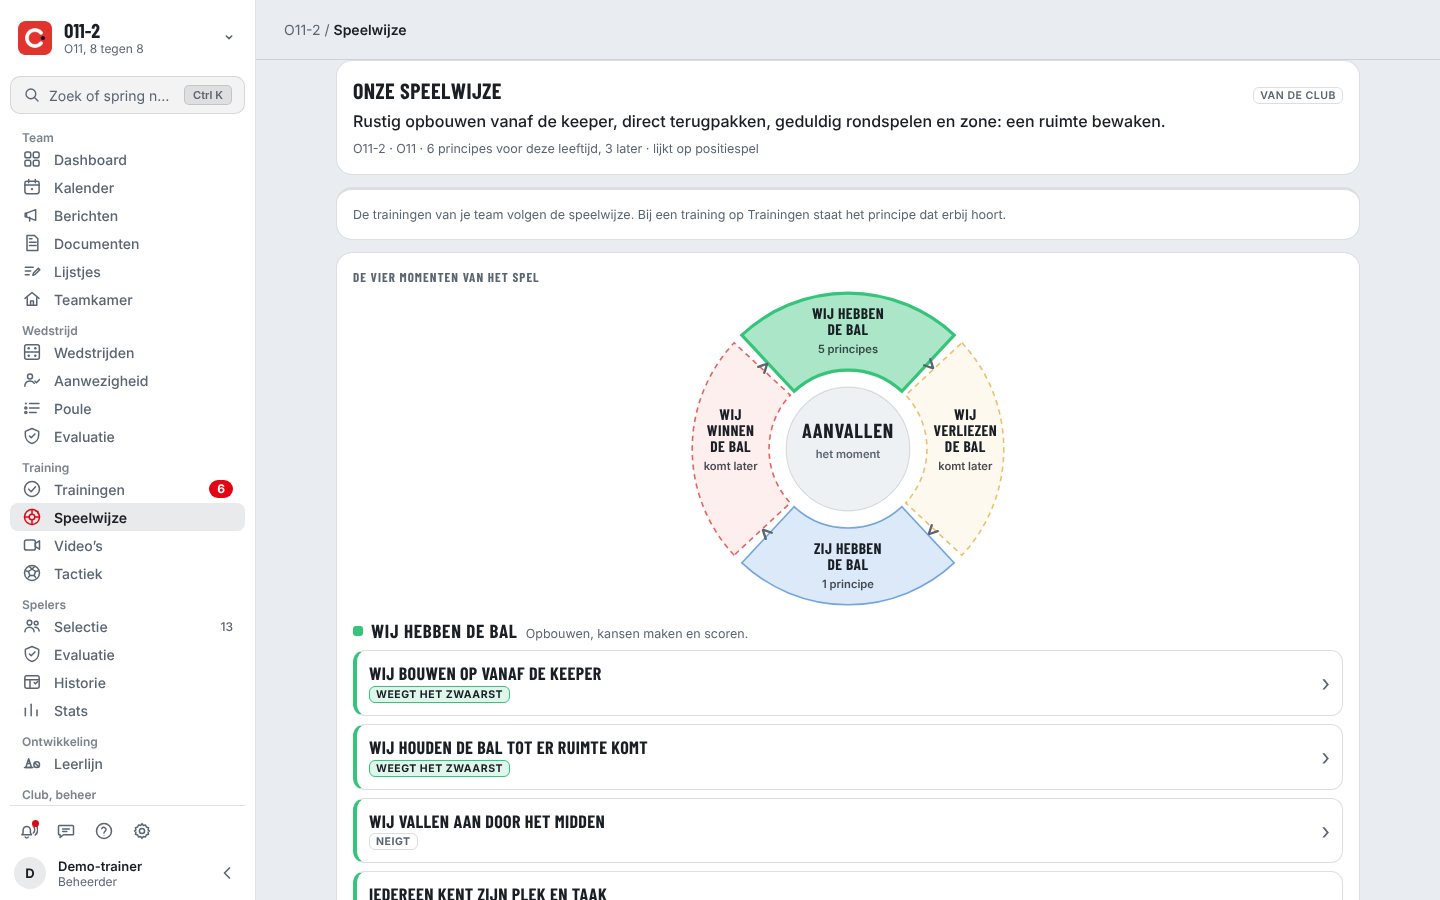 O11-2
O11, 8 tegen 8
Zoek of spring n...
Ctrl K
Team
Dashboard
Kalender
Berichten
Documenten
Lijstjes
Teamkamer
Wedstrijd
Wedstrijden
Aanwezigheid
Poule
Evaluatie
Training
Trainingen
6
Speelwijze
Video's
Tactiek
Spelers
Selectie
13
Evaluatie
Historie
Stats
Ontwikkeling
Leerlijn
Club, beheer
D
Demo-trainer
Beheerder
O11-2 / Speelwijze
ONZE SPEELWIJZE
VAN DE CLUB
Rustig opbouwen vanaf de keeper, direct terugpakken, geduldig rondspelen en zone: een ruimte bewaken.
O11-2 · O11 · 6 principes voor deze leeftijd, 3 later · lijkt op positiespel
De trainingen van je team volgen de speelwijze. Bij een training op Trainingen staat het principe dat erbij hoort.
DE VIER MOMENTEN VAN HET SPEL
WIJ HEBBEN
DE BAL
5 principes
WIJ
WINNEN
DE BAL
komt later
AANVALLEN
het moment
WIJ
VERLIEZEN
DE BAL
komt later
ZIJ HEBBEN
DE BAL
1 principe
WIJ HEBBEN DE BAL Opbouwen, kansen maken en scoren.
WIJ BOUWEN OP VANAF DE KEEPER
WEEGT HET ZWAARST
WIJ HOUDEN DE BAL TOT ER RUIMTE KOMT
WEEGT HET ZWAARST
WIJ VALLEN AAN DOOR HET MIDDEN
NEIGT
IEDEREEN KENT ZIJN PLEK EN TAAK